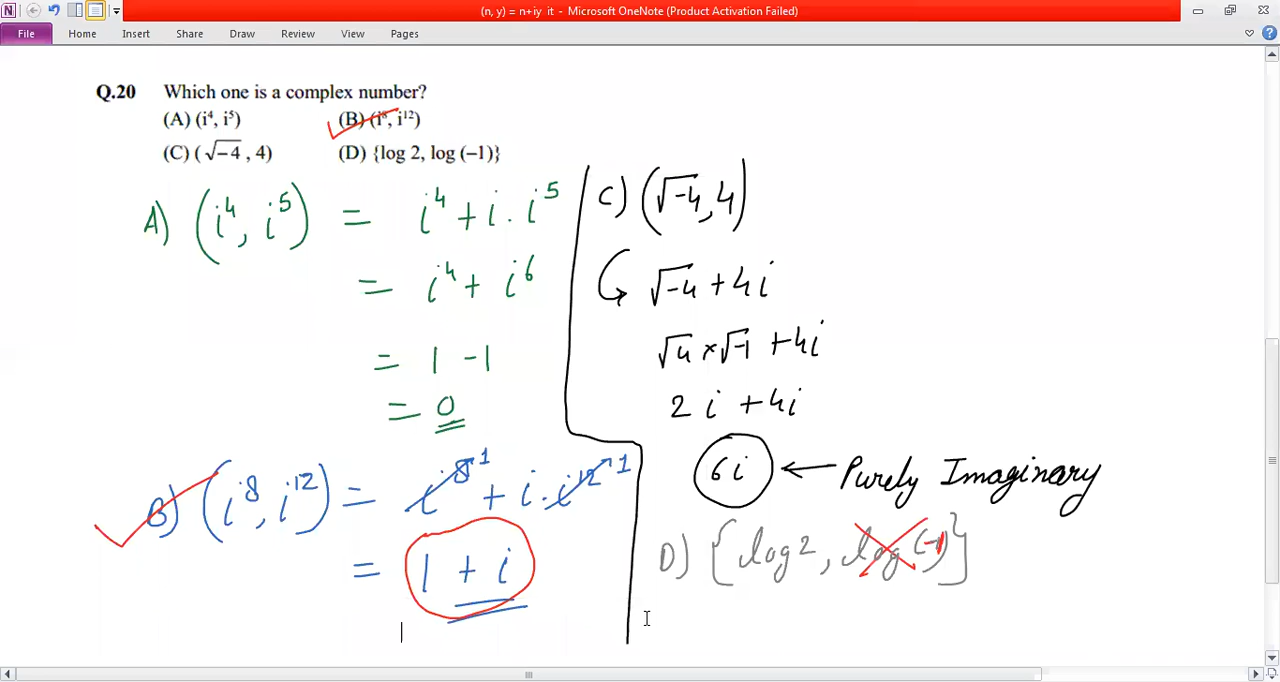 (n, y) = n+iy  it - Microsoft OneNote (Product Activation Failed)
File Home Insert Share Draw Review View Pages
Q.20 Which one is a complex number?
(A) (i⁴, i⁵) (B) (i⁸, i¹²)
(C) (√-4, 4) (D) {log 2, log (−1)}
A) (i⁴, i⁵) = i⁴ + i . i⁵
= i⁴ + i⁶
= 1 -1
= 0
B) (i⁸, i¹²) = i⁸ 1 + i . i¹² 1
= 1 + i
C) (√-4, 4)
√-4 + 4i
√4 × √-1 + 4i
2 i + 4i
6i ← Purely Imaginary
D) {log 2, log (-1)}